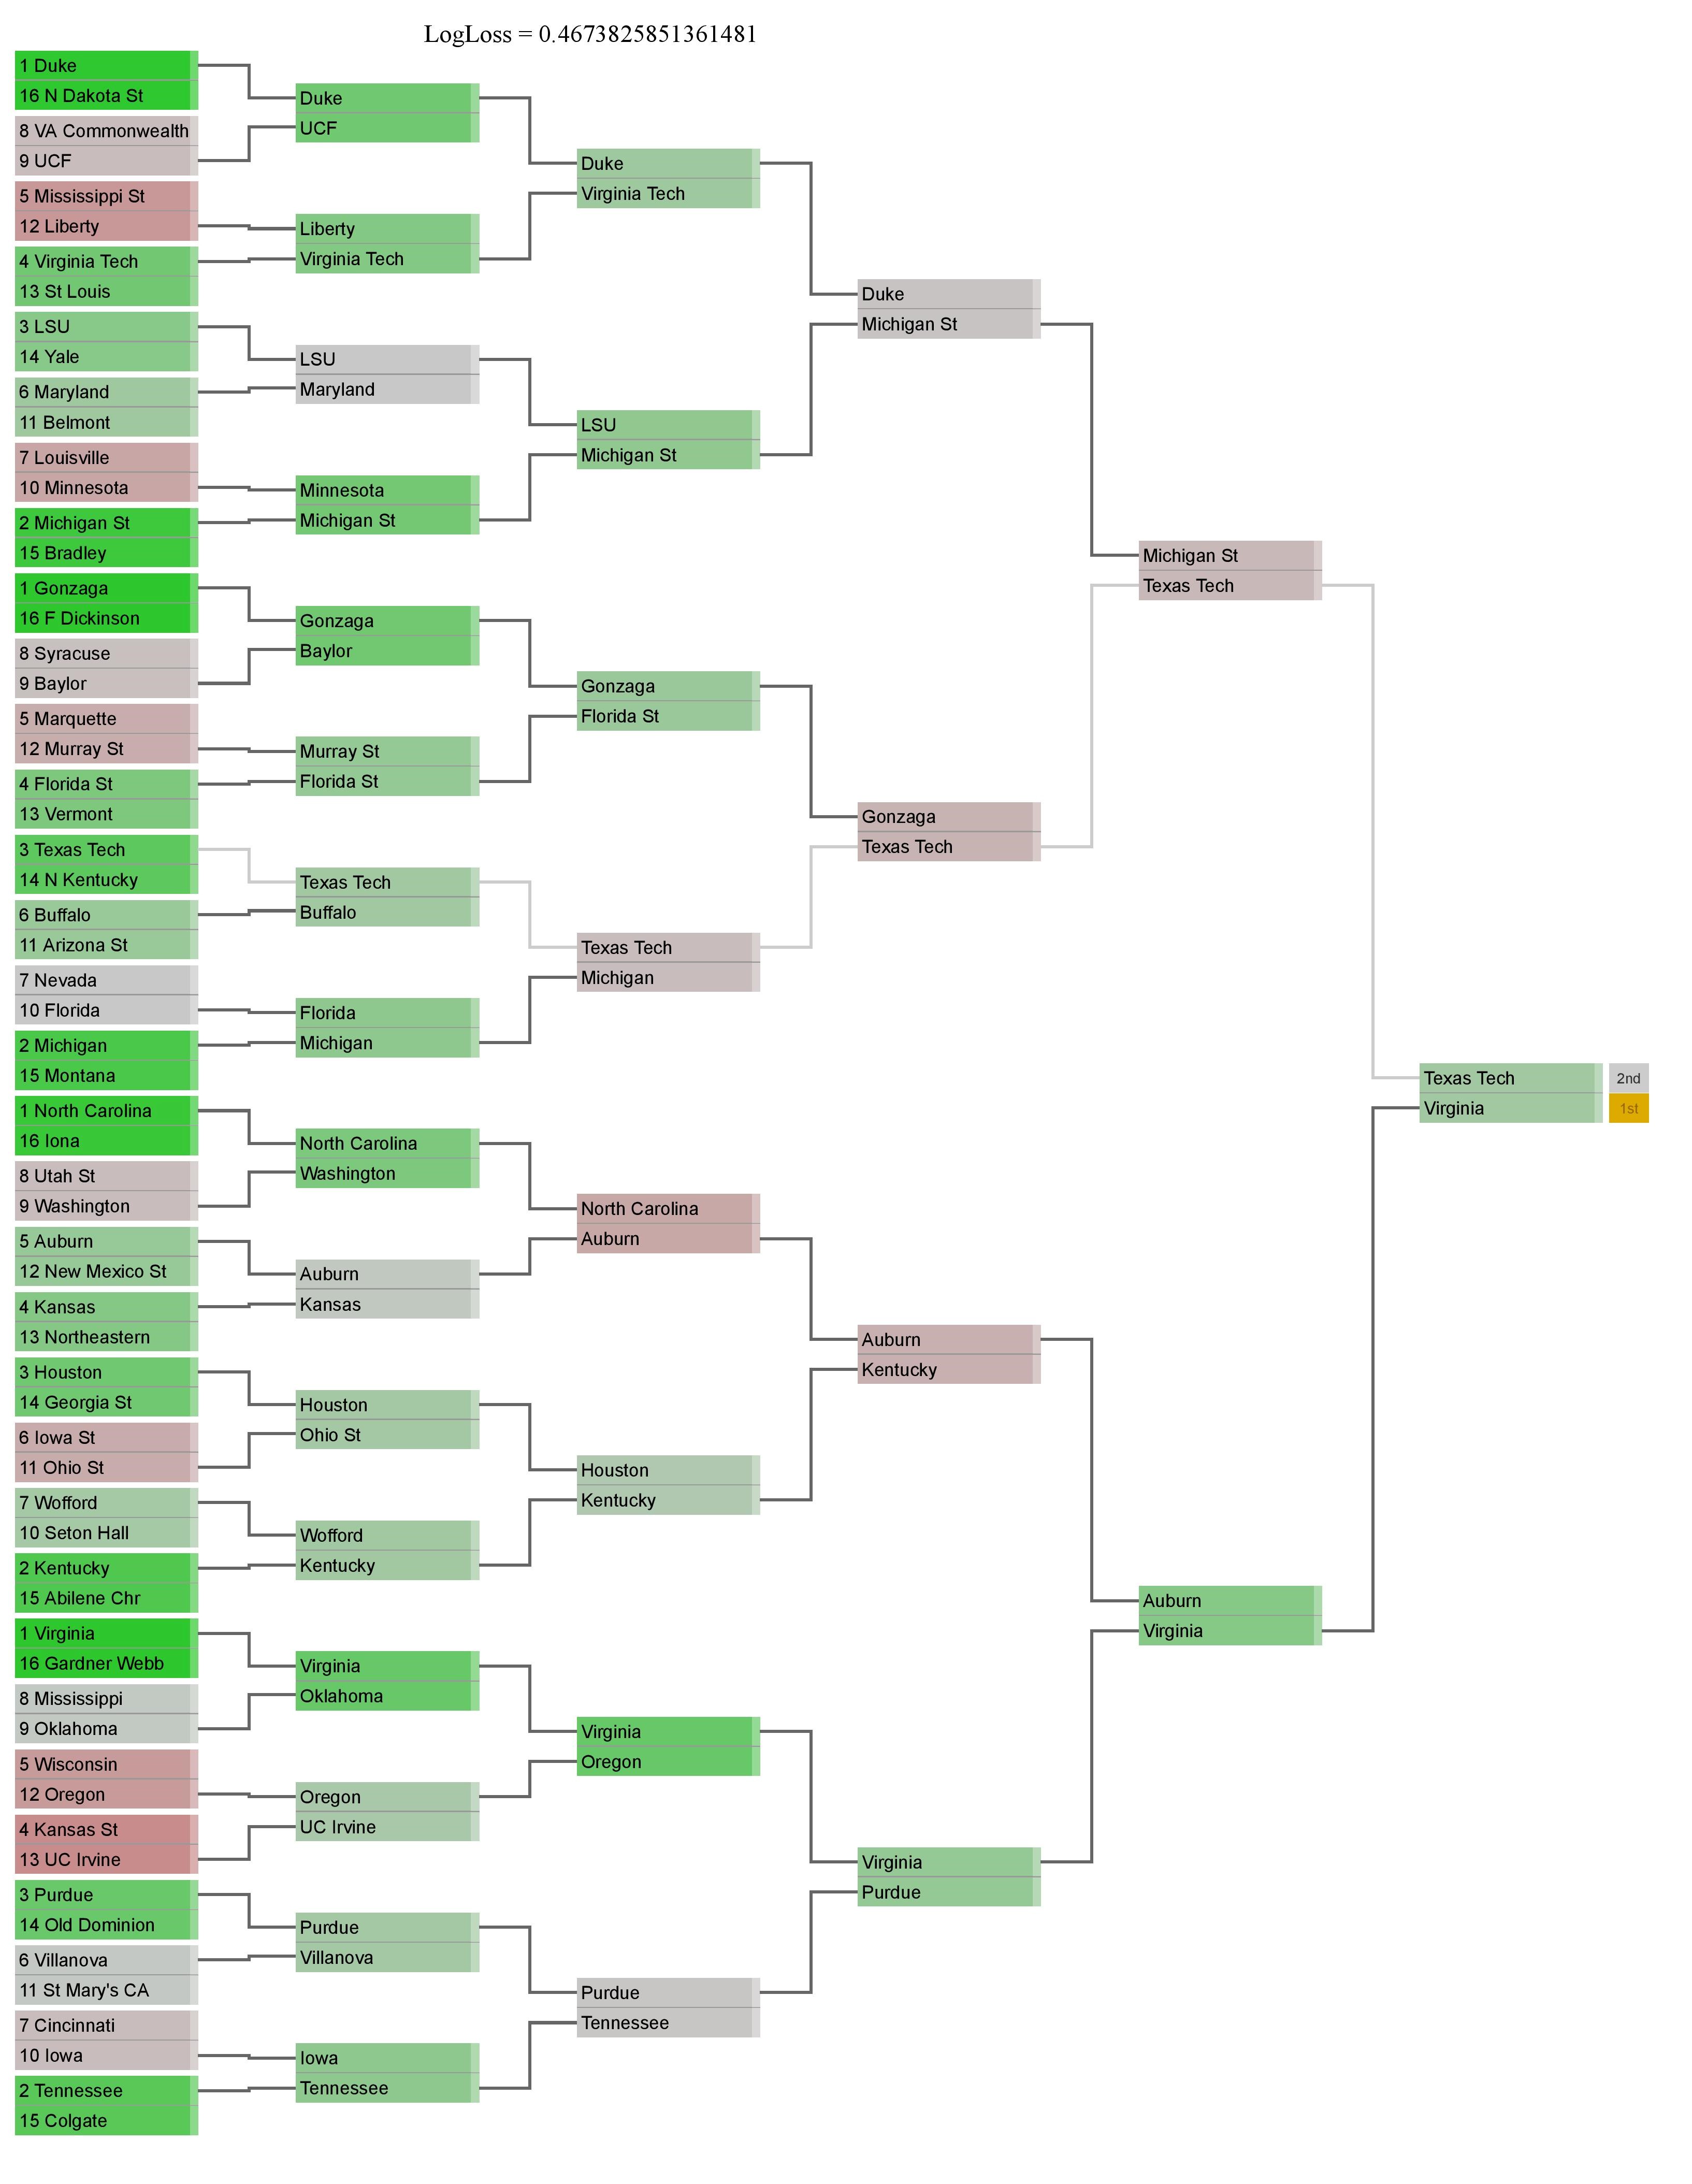 LogLoss = 0.4673825851361481
1 Duke
16 N Dakota St
8 VA Commonwealth
9 UCF
5 Mississippi St
12 Liberty
4 Virginia Tech
13 St Louis
3 LSU
14 Yale
6 Maryland
11 Belmont
7 Louisville
10 Minnesota
2 Michigan St
15 Bradley
1 Gonzaga
16 F Dickinson
8 Syracuse
9 Baylor
5 Marquette
12 Murray St
4 Florida St
13 Vermont
3 Texas Tech
14 N Kentucky
6 Buffalo
11 Arizona St
7 Nevada
10 Florida
2 Michigan
15 Montana
1 North Carolina
16 Iona
8 Utah St
9 Washington
5 Auburn
12 New Mexico St
4 Kansas
13 Northeastern
3 Houston
14 Georgia St
6 Iowa St
11 Ohio St
7 Wofford
10 Seton Hall
2 Kentucky
15 Abilene Chr
1 Virginia
16 Gardner Webb
8 Mississippi
9 Oklahoma
5 Wisconsin
12 Oregon
4 Kansas St
13 UC Irvine
3 Purdue
14 Old Dominion
6 Villanova
11 St Mary's CA
7 Cincinnati
10 Iowa
2 Tennessee
15 Colgate
Duke
UCF
Liberty
Virginia Tech
LSU
Maryland
Minnesota
Michigan St
Gonzaga
Baylor
Murray St
Florida St
Texas Tech
Buffalo
Florida
Michigan
North Carolina
Washington
Auburn
Kansas
Houston
Ohio St
Wofford
Kentucky
Virginia
Oklahoma
Oregon
UC Irvine
Purdue
Villanova
Iowa
Tennessee
Duke
Virginia Tech
LSU
Michigan St
Gonzaga
Florida St
Texas Tech
Michigan
North Carolina
Auburn
Houston
Kentucky
Virginia
Oregon
Purdue
Tennessee
Duke
Michigan St
Gonzaga
Texas Tech
Auburn
Kentucky
Virginia
Purdue
Michigan St
Texas Tech
Auburn
Virginia
Texas Tech
2nd
Virginia
1st